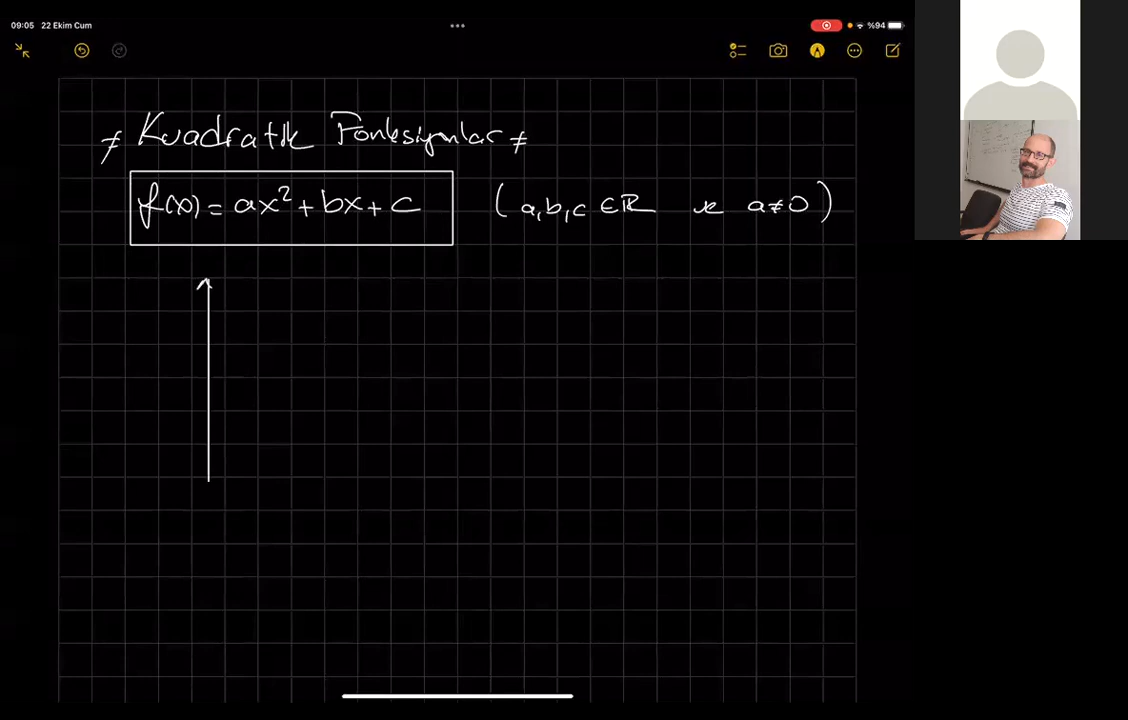 09:05 22 Ekim Cum %94
≠ Kuadratik Fonksiyonlar ≠
f(x) = ax² + bx + c (a,b,c ∈ ℝ ve a≠0)